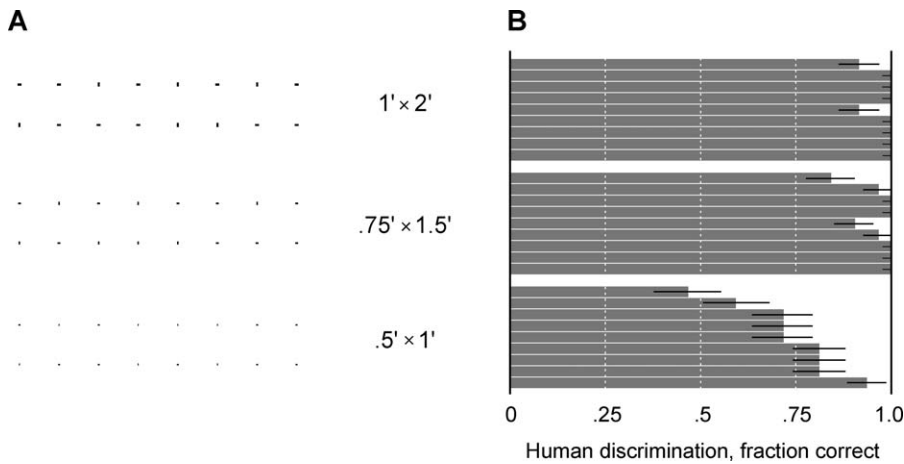 A
B
1' × 2'
.75' × 1.5'
.5' × 1'
0 .25 .5 .75 1.0
Human discrimination, fraction correct